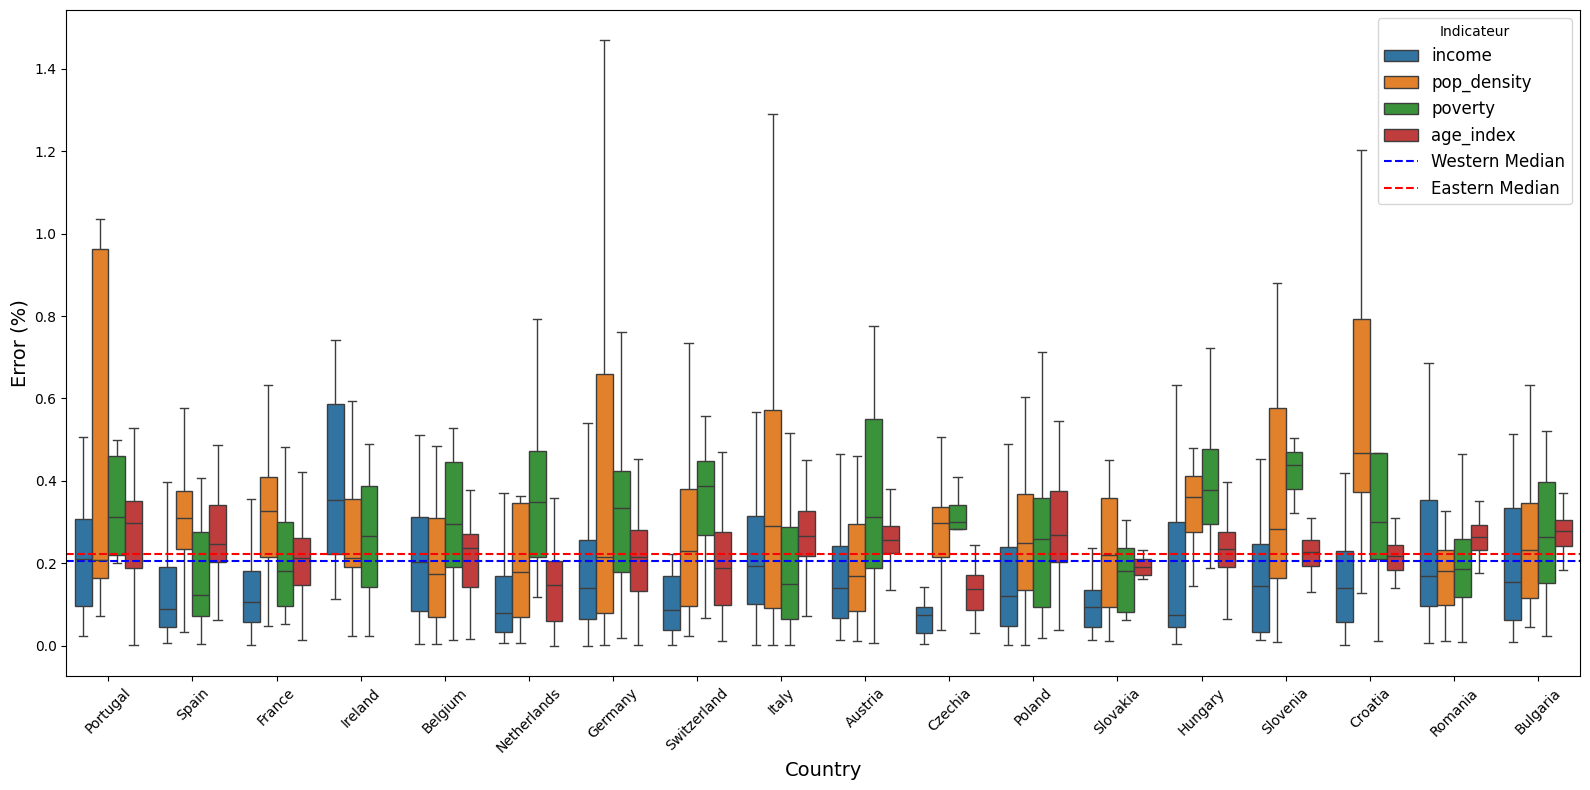 Indicateur
income
pop_density
poverty
age_index
Western Median
Eastern Median
Error (%)
1.4
1.2
1.0
0.8
0.6
0.4
0.2
0.0
Portugal
Spain
France
Ireland
Belgium
Netherlands
Germany
Switzerland
Italy
Austria
Czechia
Poland
Slovakia
Hungary
Slovenia
Croatia
Romania
Bulgaria
Country